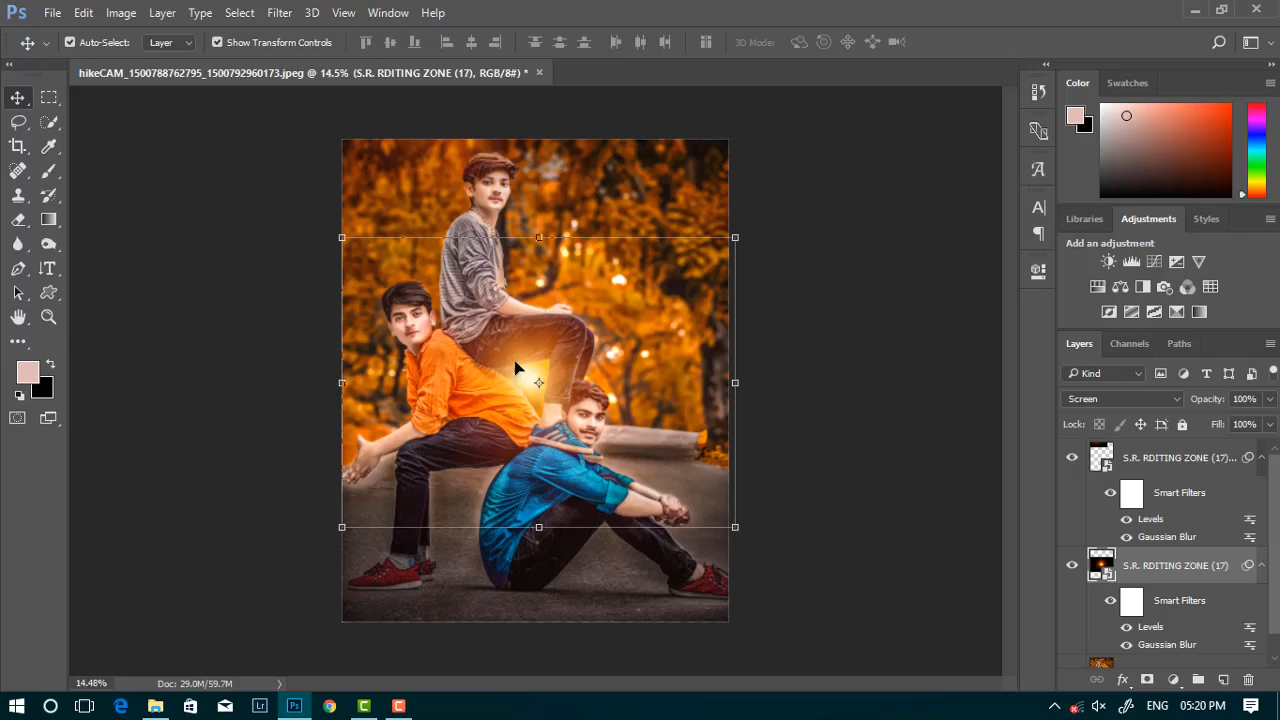 Ps File Edit Image Layer Type Select Filter 3D View Window Help
Auto-Select: Layer Show Transform Controls 3D Mode:
hikeCAM_1500788762795_1500792960173.jpeg @ 14.5% (S.R. RDITING ZONE (17), RGB/8#) * ×
Color Swatches
Libraries Adjustments Styles
Add an adjustment
Layers Channels Paths
Kind
Screen Opacity: 100%
Lock: Fill: 100%
S.R. RDITING ZONE (17)...
Smart Filters
Levels
Gaussian Blur
S.R. RDITING ZONE (17)
Smart Filters
Levels
Gaussian Blur
14.48% Doc: 29.0M/59.7M
Lr Ps C C ENG 05:20 PM